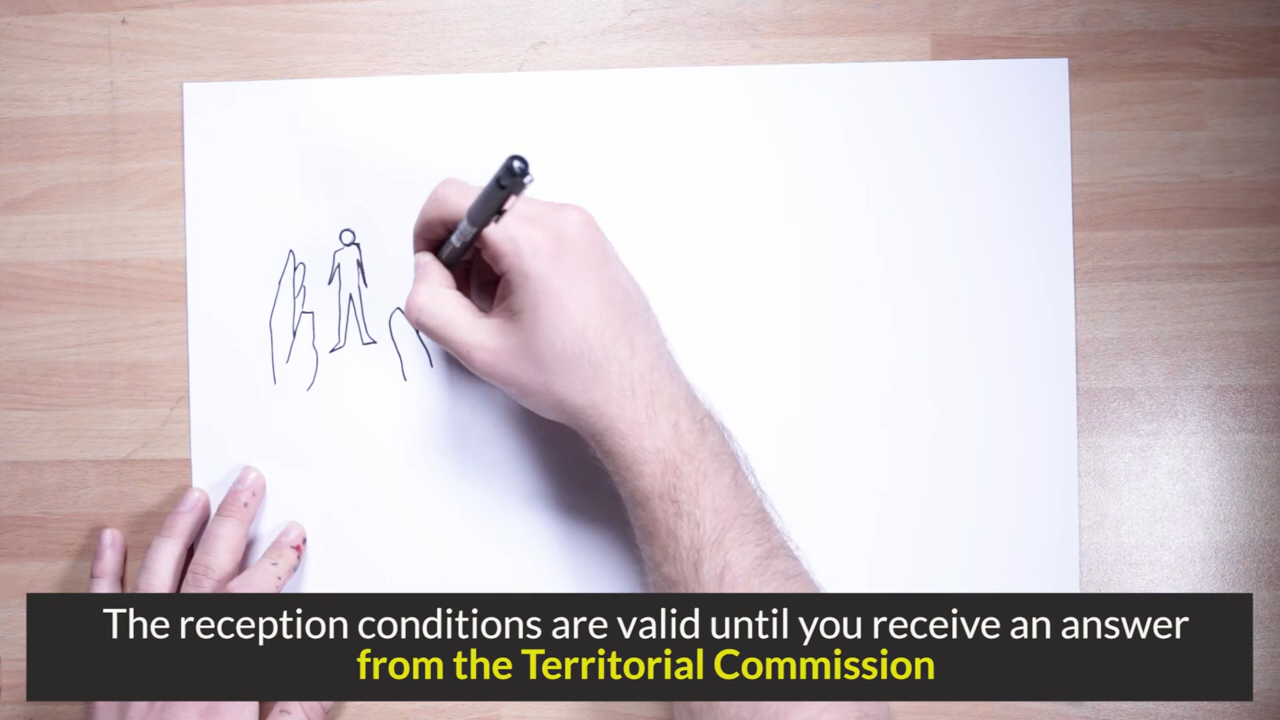 The reception conditions are valid until you receive an answer
from the Territorial Commission